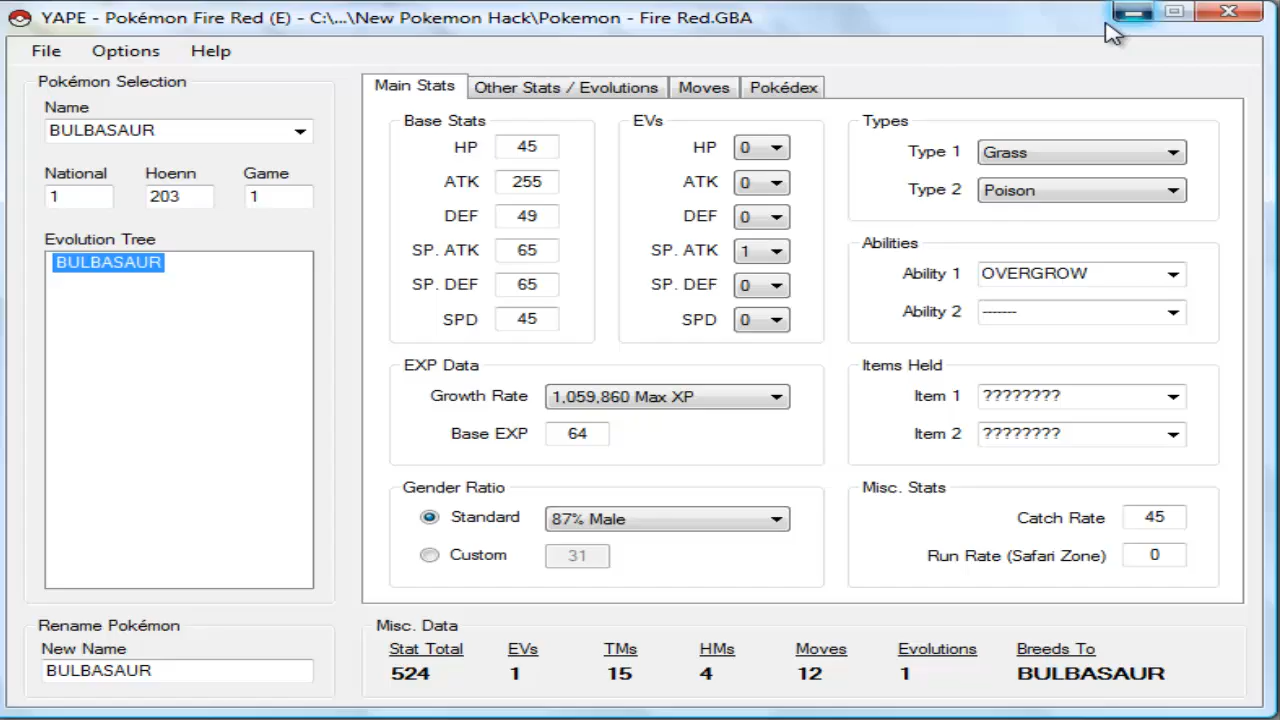 YAPE - Pokémon Fire Red (E) - C:\...\New Pokemon Hack\Pokemon - Fire Red.GBA
File Options Help
Pokémon Selection
Name
BULBASAUR
National Hoenn Game
1 203 1
Evolution Tree
BULBASAUR
Rename Pokémon
New Name
BULBASAUR
Main Stats Other Stats / Evolutions Moves Pokédex
Base Stats
HP 45
ATK 255
DEF 49
SP. ATK 65
SP. DEF 65
SPD 45
EVs
HP 0
ATK 0
DEF 0
SP. ATK 1
SP. DEF 0
SPD 0
Types
Type 1 Grass
Type 2 Poison
Abilities
Ability 1 OVERGROW
Ability 2 -------
EXP Data
Growth Rate 1,059,860 Max XP
Base EXP 64
Items Held
Item 1 ????????
Item 2 ????????
Gender Ratio
Standard 87% Male
Custom 31
Misc. Stats
Catch Rate 45
Run Rate (Safari Zone) 0
Misc. Data
Stat Total EVs TMs HMs Moves Evolutions Breeds To
524 1 15 4 12 1 BULBASAUR